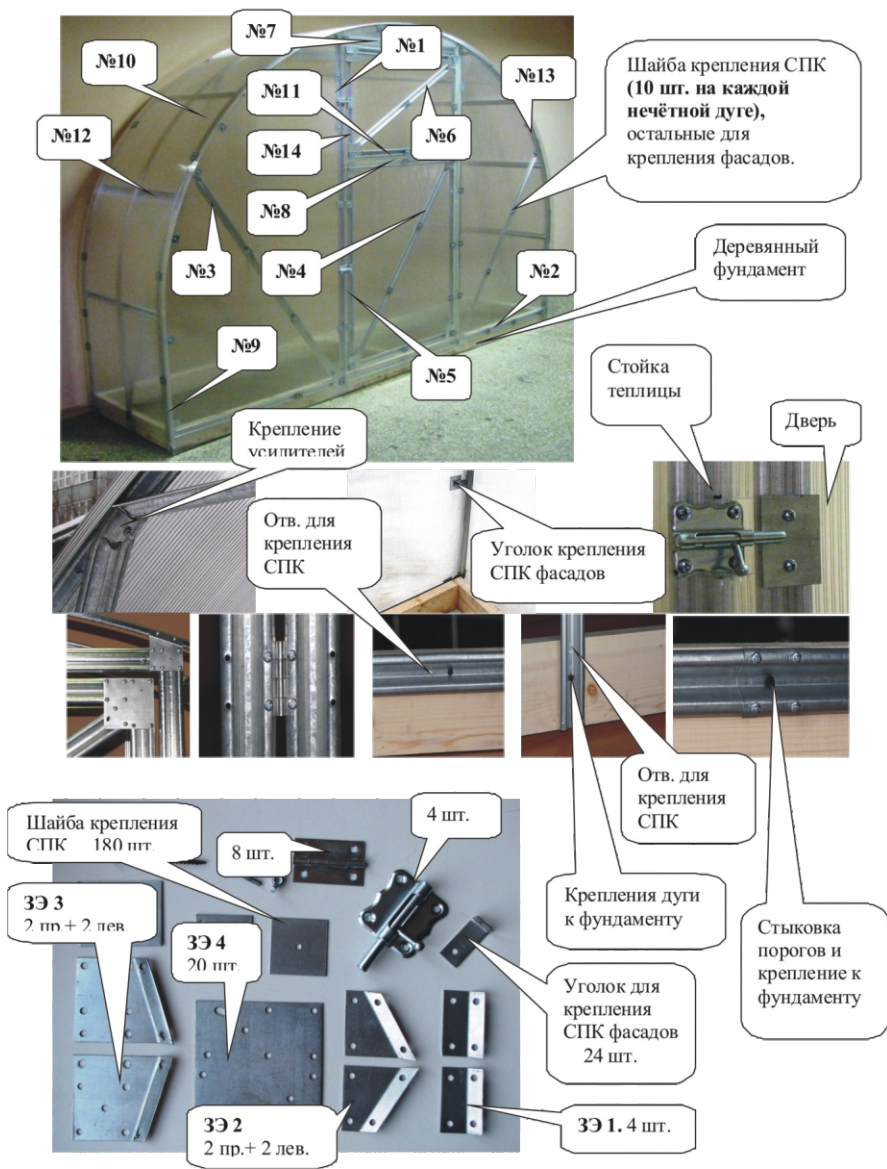 №7
№1
№10
№13
№11
№12
№6
№14
№8
№3
№4
№2
№9
№5
Шайба крепления СПК
(10 шт. на каждой
нечётной дуге),
остальные для
крепления фасадов.
Деревянный
фундамент
Стойка
теплицы
Дверь
Крепление
усилителей
Отв. для
крепления
СПК
Уголок крепления
СПК фасадов
Отв. для
крепления
СПК
Крепления дуги
к фундаменту
Стыковка
порогов и
крепление к
фундаменту
Шайба крепления
СПК 180 шт.
8 шт.
4 шт.
ЗЭ 3
2 пр.+ 2 лев.
ЗЭ 4
20 шт.
Уголок для
крепления
СПК фасадов
24 шт.
ЗЭ 2
2 пр.+ 2 лев.
ЗЭ 1. 4 шт.